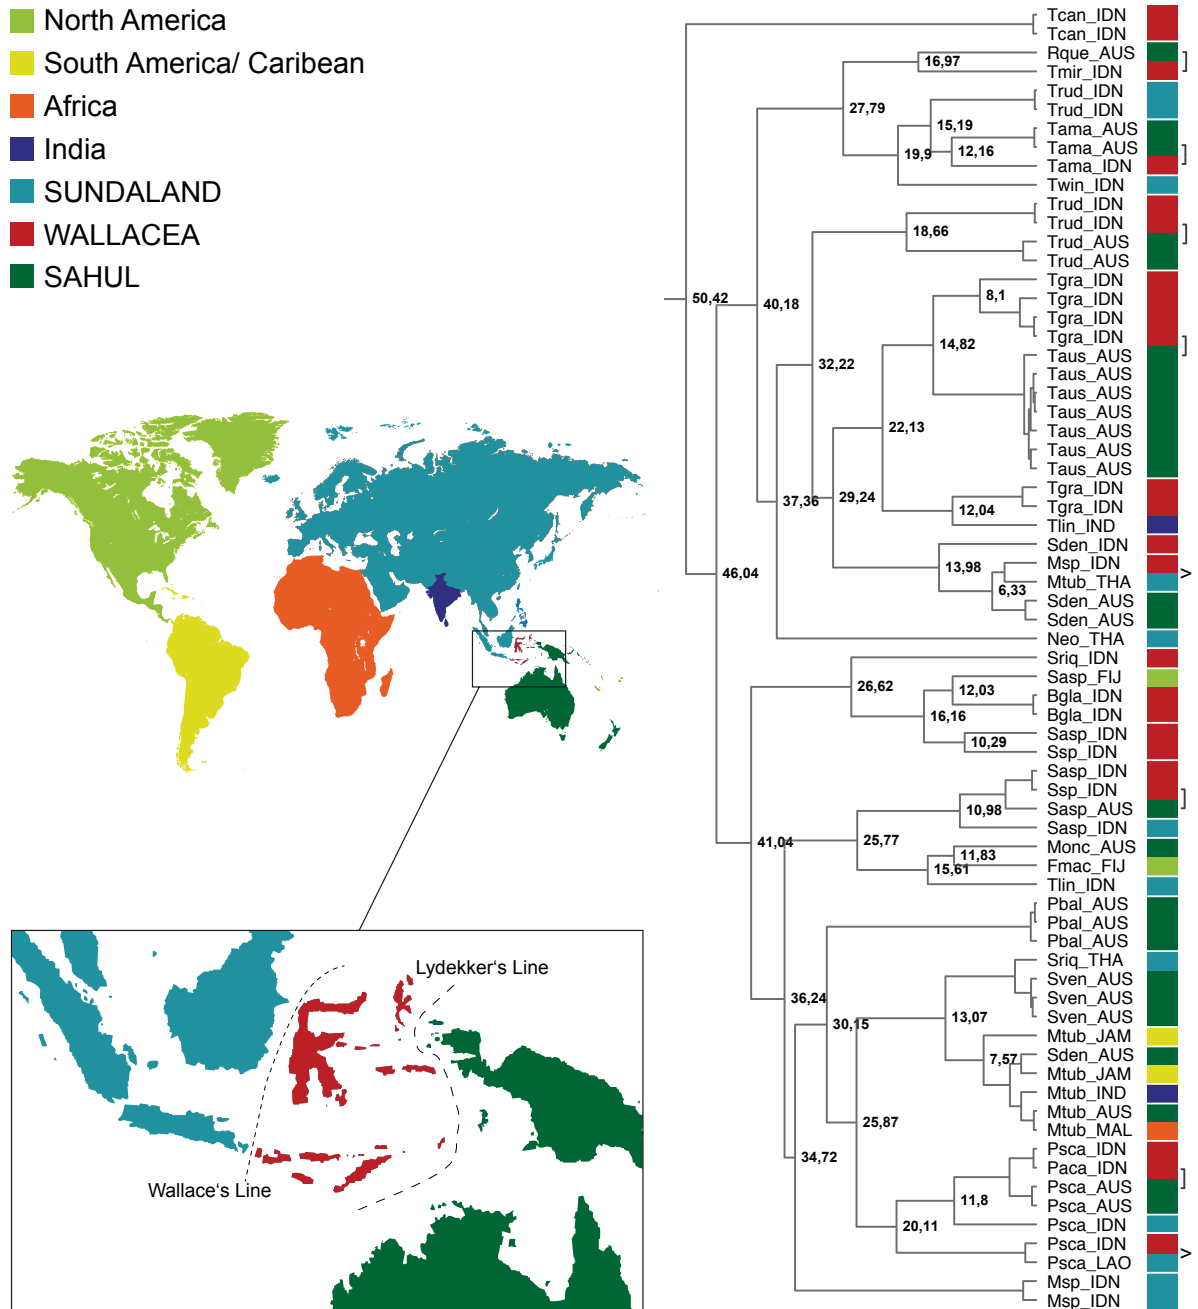 North America
South America/ Caribean
Africa
India
SUNDALAND
WALLACEA
SAHUL
Lydekker‘s Line
Wallace‘s Line
Tcan_IDN
Tcan_IDN
Rque_AUS
16,97
Tmir_IDN
27,79
Trud_IDN
Trud_IDN
15,19
Tama_AUS
Tama_AUS
12,16
19,9
Tama_IDN
Twin_IDN
Trud_IDN
Trud_IDN
18,66
Trud_AUS
Trud_AUS
Tgra_IDN
8,1
Tgra_IDN
50,42
40,18
Tgra_IDN
Tgra_IDN
14,82
Taus_AUS
32,22
Taus_AUS
Taus_AUS
Taus_AUS
22,13
Taus_AUS
Taus_AUS
Taus_AUS
Tgra_IDN
37,36
29,24
Tgra_IDN
12,04
Tlin_IND
Sden_IDN
Msp_IDN
13,98
46,04
Mtub_THA
6,33
>
Sden_AUS
Sden_AUS
Neo_THA
Sriq_IDN
Sasp_FIJ
26,62
12,03
Bgla_IDN
Bgla_IDN
16,16
Sasp_IDN
10,29
Ssp_IDN
Sasp_IDN
Ssp_IDN
10,98
Sasp_AUS
Sasp_IDN
41,04
25,77
Monc_AUS
11,83
Fmac_FIJ
15,61
Tlin_IDN
Pbal_AUS
Pbal_AUS
Pbal_AUS
Sriq_THA
Sven_AUS
Sven_AUS
36,24
Sven_AUS
30,15
13,07
Mtub_JAM
Sden_AUS
7,57
Mtub_JAM
Mtub_IND
Mtub_AUS
25,87
Mtub_MAL
Psca_IDN
34,72
Paca_IDN
Psca_AUS
11,8
Psca_AUS
Psca_IDN
20,11
Psca_IDN
>
Psca_LAO
Msp_IDN
Msp_IDN